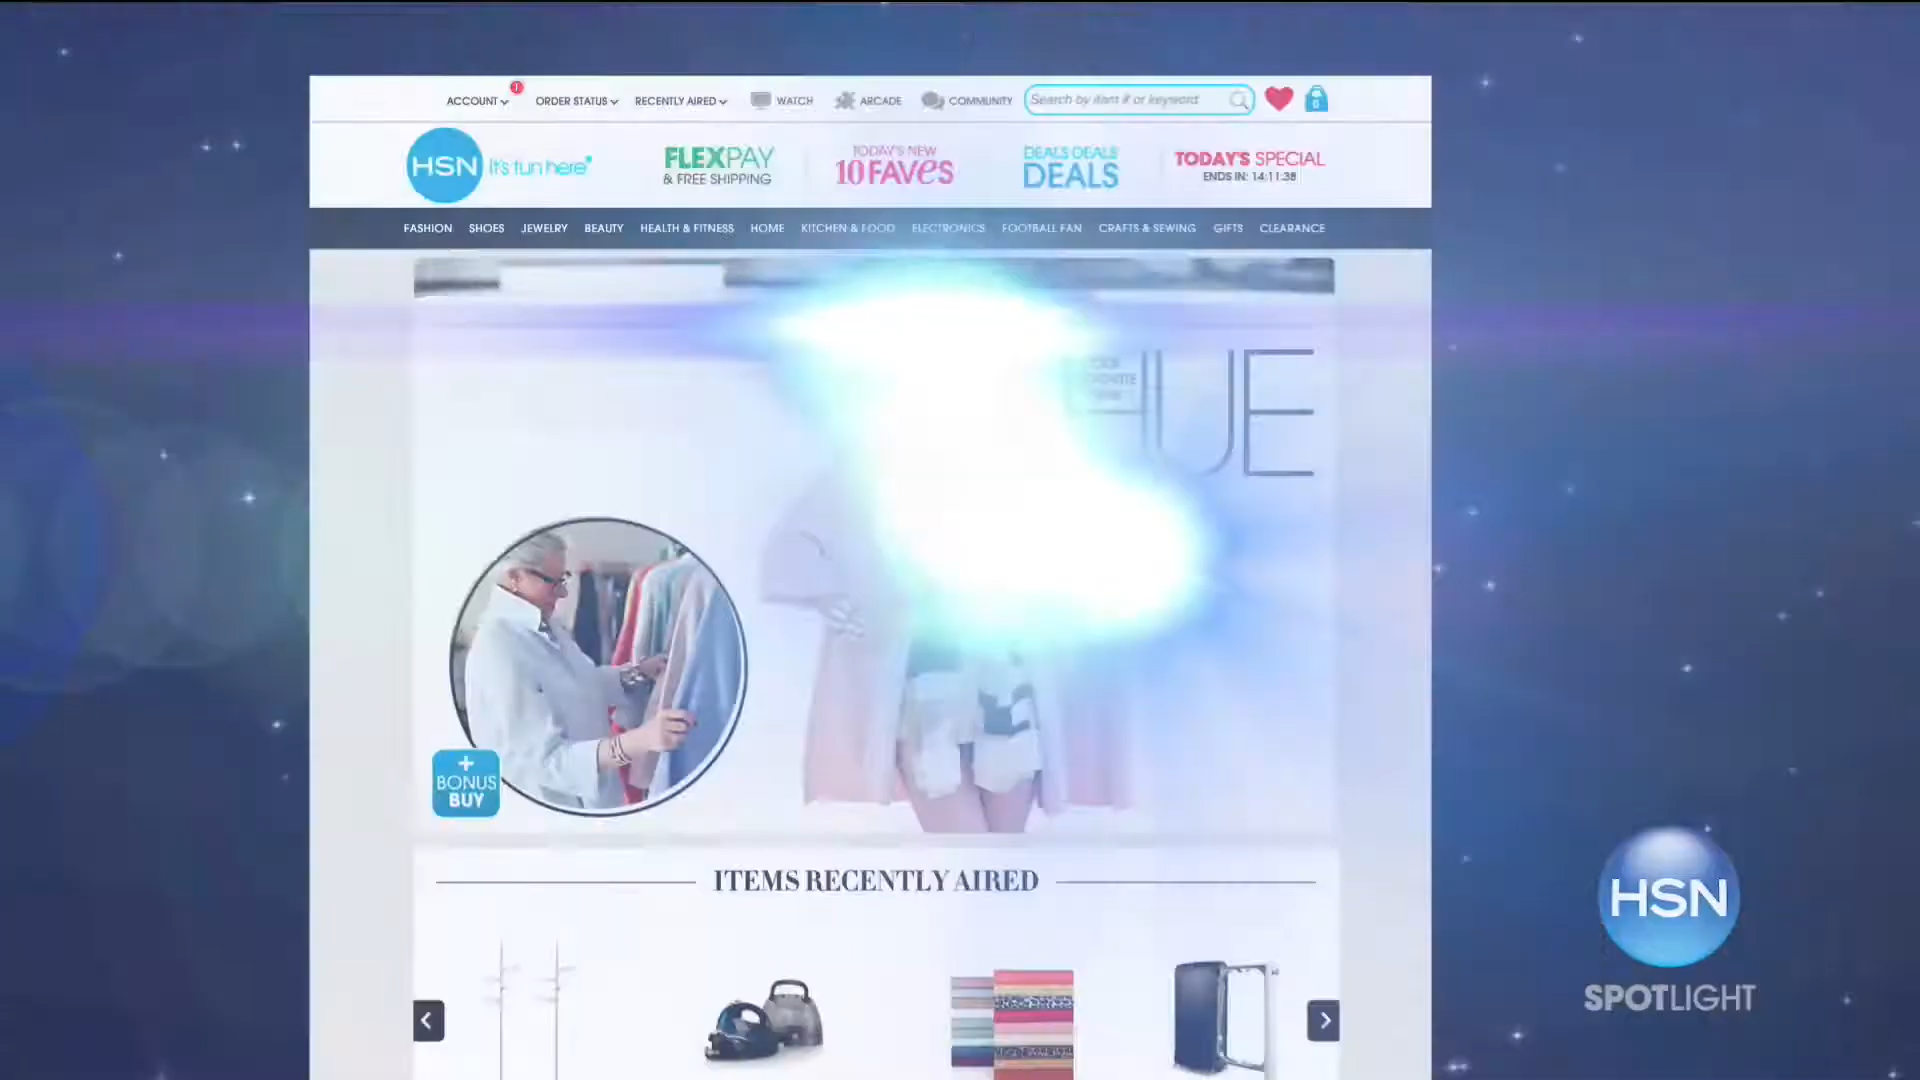 ACCOUNT
1
ORDER STATUS
RECENTLY AIRED
WATCH
ARCADE
COMMUNITY
Search by item # or keyword
0
HSN it's fun here
FLEXPAY
& FREE SHIPPING
TODAY'S NEW
10 FAVeS
DEALS DEALS
DEALS
TODAY'S SPECIAL
ENDS IN: 14:11:38
FASHION SHOES JEWELRY BEAUTY HEALTH & FITNESS HOME KITCHEN & FOOD ELECTRONICS FOOTBALL FAN CRAFTS & SEWING GIFTS CLEARANCE
UE
+
BONUS
BUY
ITEMS RECENTLY AIRED
HSN
SPOTLIGHT